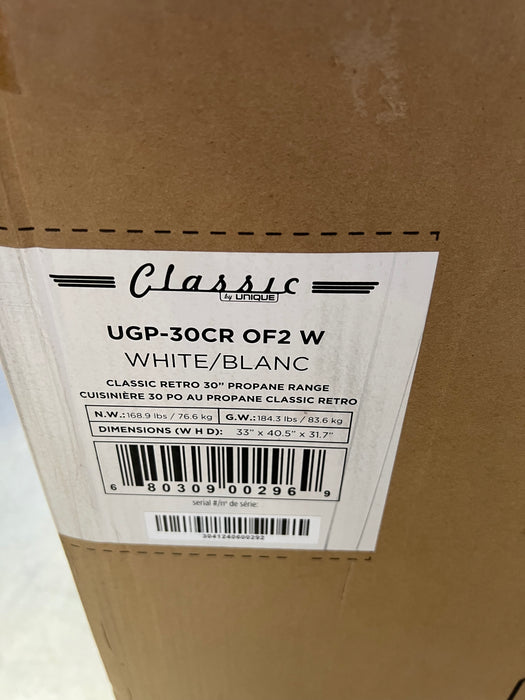 Classic
by UNIQUE
UGP-30CR OF2 W
WHITE/BLANC
CLASSIC RETRO 30" PROPANE RANGE
CUISINIÈRE 30 PO AU PROPANE CLASSIC RETRO
N.W.: 168.9 lbs / 76.6 kg G.W.: 184.3 lbs / 83.6 kg
DIMENSIONS (W H D): 33" x 40.5" x 31.7"
6 80309 00296 9
serial #/nº de série:
3041240600292